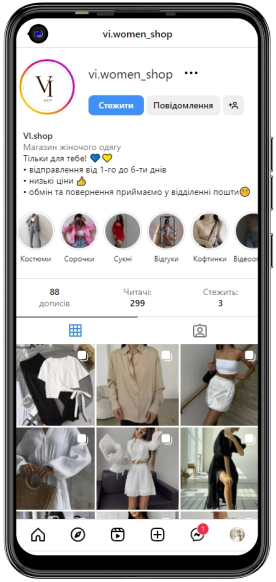 vi.women_shop
VI
SHOP
vi.women_shop
Стежити
Повідомлення
VI.shop
Магазин жіночого одягу
Тільки для тебе! 💙💛
• відправлення від 1-го до 6-ти днів
• низькі ціни 👍
• обмін та повернення приймаємо у відділенні пошти
Костюми Сорочки Сукні Відгуки Кофтинки Відеоо
88 Читачі: Стежить:
дописів 299 3
1